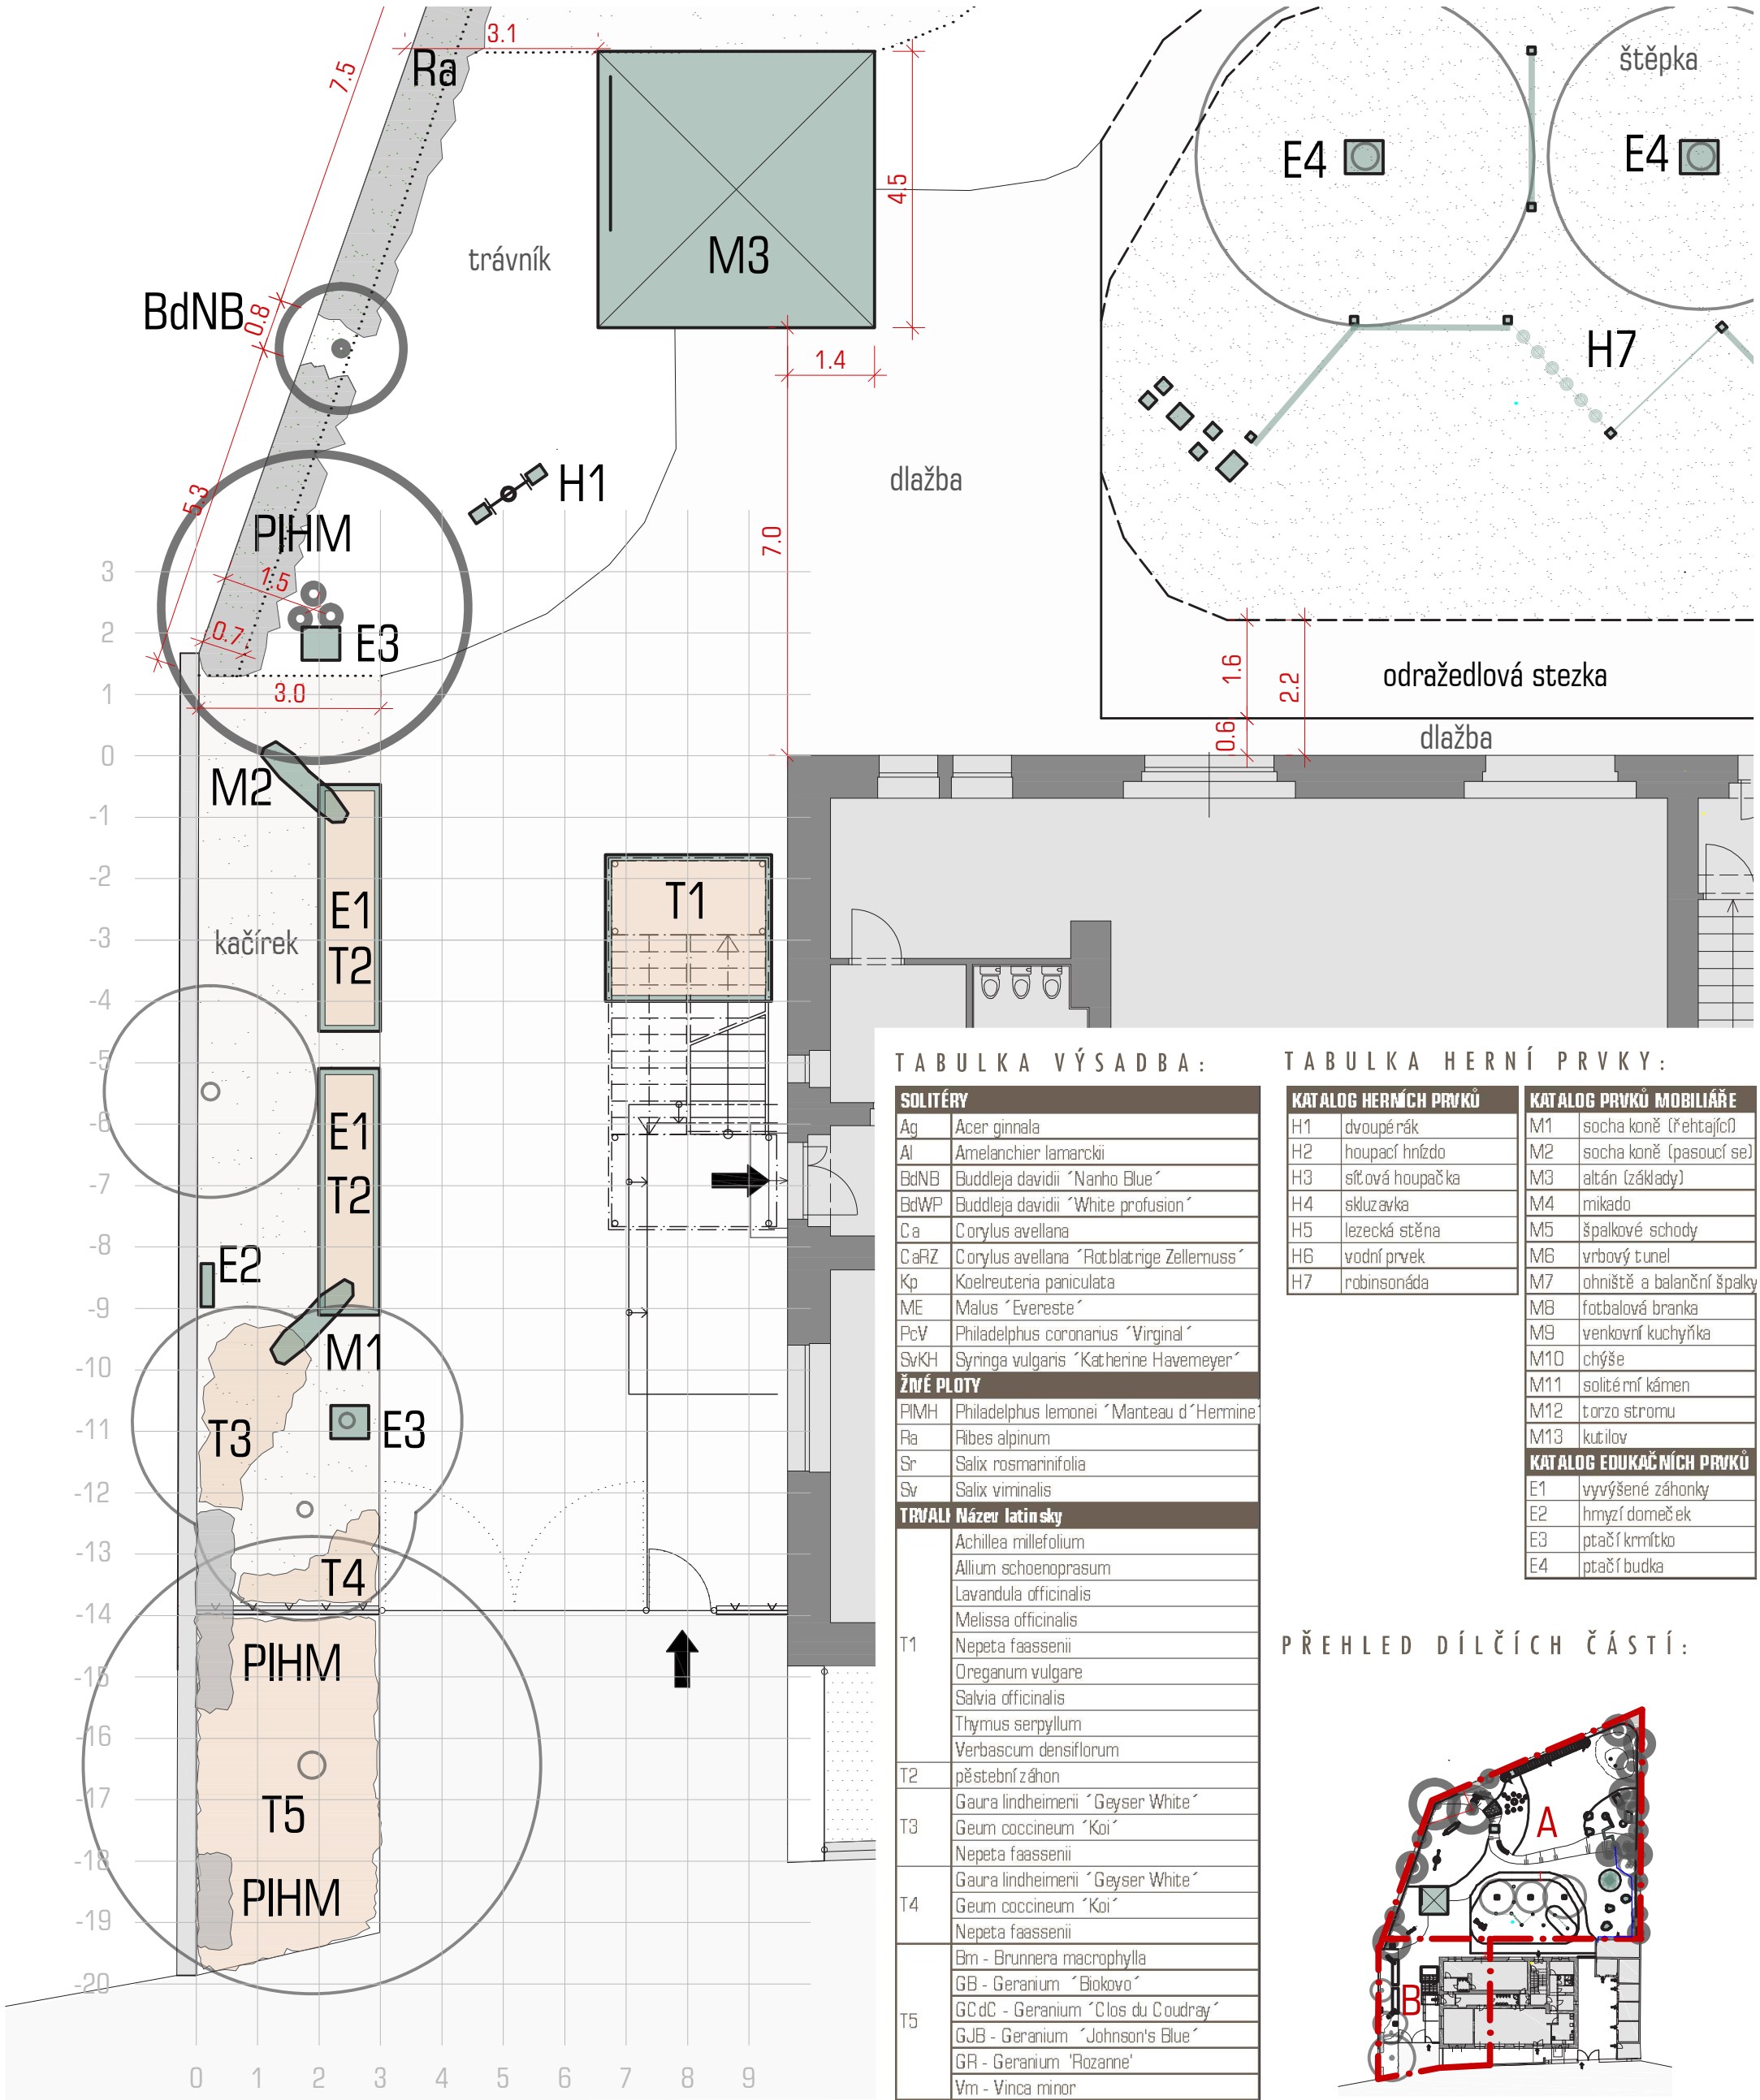 3.1
Ra
7.5
štěpka
E4
E4
4.5
M3
trávník
BdNB
0.8
1.4
H7
H1
dlažba
5.3
PlHM
7.0
3
1.5
2
0.7
E3
1.6
2.2
odražedlová stezka
1
3.0
0.6
dlažba
0
M2
-1
-2
E1
T1
-3
kačírek
T2
-4
-5
E1
-6
T2
-7
-8
E2
-9
M1
-10
T3
E3
-11
-12
-13
T4
-14
PlHM
-15
-16
T5
-17
-18
PlHM
-19
-20
0 1 2 3 4 5 6 7 8 9
TABULKA VÝSADBA:
SOLITÉRY
Ag Acer ginnala
Al Amelanchier lamarckii
BdNB Buddleja davidii ´Nanho Blue´
BdWP Buddleja davidii ´White profusion´
Ca Corylus avellana
CaRZ Corylus avellana ´Rotblatrige Zellernuss´
Kp Koelreuteria paniculata
ME Malus ´Evereste´
PcV Philadelphus coronarius ´Virginal´
SvKH Syringa vulgaris ´Katherine Havemeyer´
ŽIVÉ PLOTY
PlMH Philadelphus lemonei ´Manteau d´Hermine´
Ra Ribes alpinum
Sr Salix rosmarinifolia
Sv Salix viminalis
TRVALI Název latinsky
T1
Achillea millefolium
Allium schoenoprasum
Lavandula officinalis
Melissa officinalis
Nepeta faassenii
Oreganum vulgare
Salvia officinalis
Thymus serpyllum
Verbascum densiflorum
T2 pěstební záhon
T3
Gaura lindheimerii ´Geyser White´
Geum coccineum ´Koi´
Nepeta faassenii
T4
Gaura lindheimerii ´Geyser White´
Geum coccineum ´Koi´
Nepeta faassenii
T5
Bm - Brunnera macrophylla
GB - Geranium ´Biokovo´
GCdC - Geranium ´Clos du Coudray´
GJB - Geranium ´Johnson's Blue´
GR - Geranium 'Rozanne'
Vm - Vinca minor
TABULKA HERNÍ PRVKY:
KATALOG HERNÍCH PRVKŮ
H1 dvoupérák
H2 houpací hnízdo
H3 síťová houpačka
H4 skluzavka
H5 lezecká stěna
H6 vodní prvek
H7 robinsonáda
KATALOG PRVKŮ MOBILIÁŘE
M1 socha koně (řehtající)
M2 socha koně (pasoucí se)
M3 altán (základy)
M4 mikado
M5 špalkové schody
M6 vrbový tunel
M7 ohniště a balanční špalky
M8 fotbalová branka
M9 venkovní kuchyňka
M10 chýše
M11 solitérní kámen
M12 torzo stromu
M13 kutilov
KATALOG EDUKAČNÍCH PRVKŮ
E1 vyvýšené záhonky
E2 hmyzí domeček
E3 ptačí krmítko
E4 ptačí budka
PŘEHLED DÍLČÍCH ČÁSTÍ:
A
B